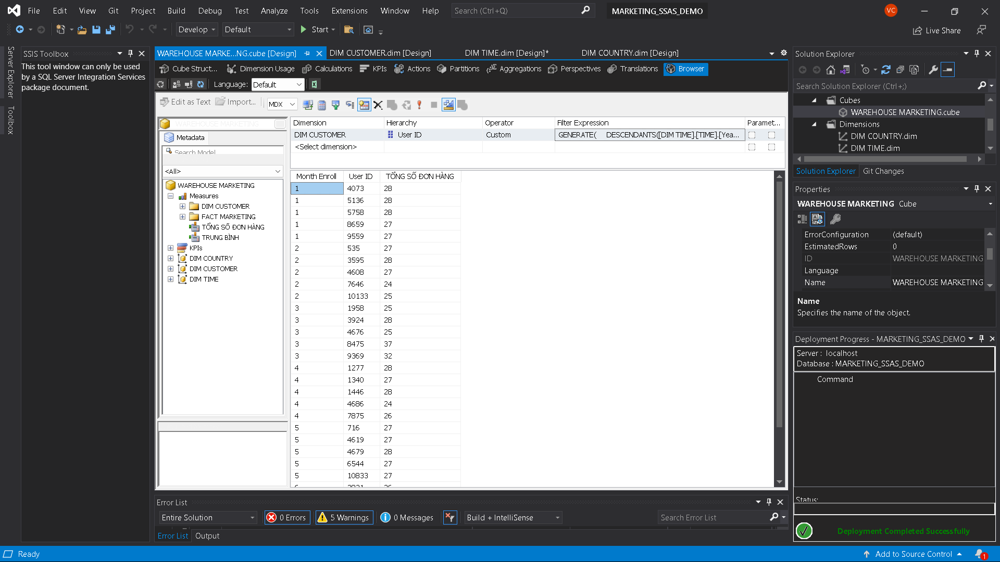 File Edit View Git Project Build Debug Test Analyze Tools Extensions Window Help Search (Ctrl+Q) MARKETING_SSAS_DEMO VC
Develop Default Start Live Share
Server Explorer
Toolbox
SSIS Toolbox
This tool window can only be used
by a SQL Server Integration Services
package document.
WAREHOUSE MARKE...NG.cube [Design] DIM CUSTOMER.dim [Design] DIM TIME.dim [Design]* DIM COUNTRY.dim [Design]
Cube Struct... Dimension Usage Calculations KPIs Actions Partitions Aggregations Perspectives Translations Browser
Language: Default
Edit as Text Import... MDX
WAREHOUSE MARKETING
Metadata
Search Model
<All>
WAREHOUSE MARKETING
Measures
DIM CUSTOMER
FACT MARKETING
TỔNG SỐ ĐƠN HÀNG
TRUNG BÌNH
KPIs
DIM COUNTRY
DIM CUSTOMER
DIM TIME
Dimension Hierarchy Operator Filter Expression Paramet...
DIM CUSTOMER User ID Custom GENERATE( DESCENDANTS([DIM TIME].[TIME].[Yea...
<Select dimension>
Month Enroll User ID TỔNG SỐ ĐƠN HÀNG
1 4073 28
1 5136 28
1 5758 28
1 8659 27
1 9559 27
2 535 27
2 3595 28
2 4608 27
2 7646 24
2 10133 25
3 1958 25
3 3924 28
3 4676 25
3 8475 37
3 9369 32
4 1277 28
4 1340 27
4 1446 28
4 4686 24
4 7875 26
5 716 27
5 4619 27
5 4679 28
5 6544 27
5 10833 27
Error List
Entire Solution 0 Errors 5 Warnings 0 Messages Build + IntelliSense Search Error List
Error List Output
Solution Explorer
Search Solution Explorer (Ctrl+;)
Cubes
WAREHOUSE MARKETING.cube
Dimensions
DIM COUNTRY.dim
DIM TIME.dim
Solution Explorer Git Changes
Properties
WAREHOUSE MARKETING Cube
ErrorConfiguration (default)
EstimatedRows 0
ID WAREHOUSE MARKETING
Language
Name WAREHOUSE MARKETING
Name
Specifies the name of the object.
Deployment Progress - MARKETING_SSAS_DEMO
Server : localhost
Database : MARKETING_SSAS_DEMO
Command
Status:
Deployment Completed Successfully
Ready Add to Source Control 1